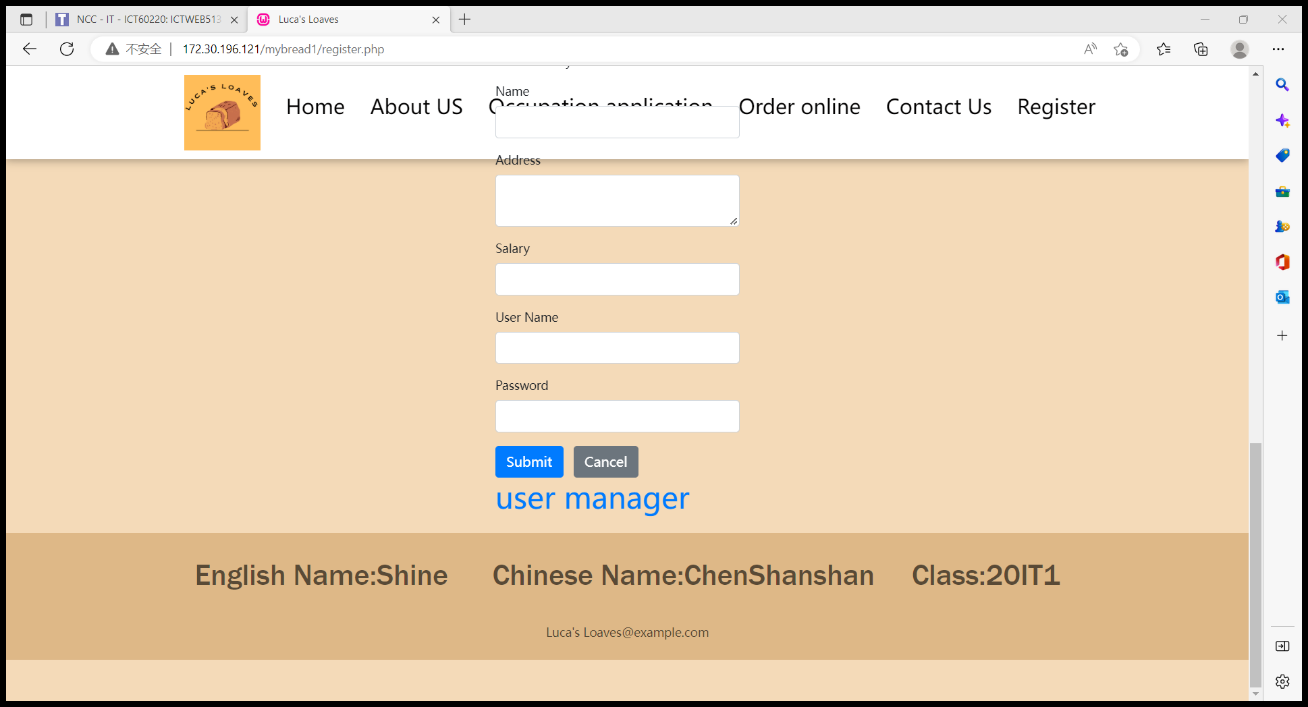 NCC - IT - ICT60220: ICTWEB513
Luca's Loaves
不安全 | 172.30.196.121/mybread1/register.php
LUCA'S LOAVES
Home About US Occupation application Order online Contact Us Register
Name
Address
Salary
User Name
Password
Submit Cancel
user manager
English Name:Shine Chinese Name:ChenShanshan Class:20IT1
Luca's Loaves@example.com